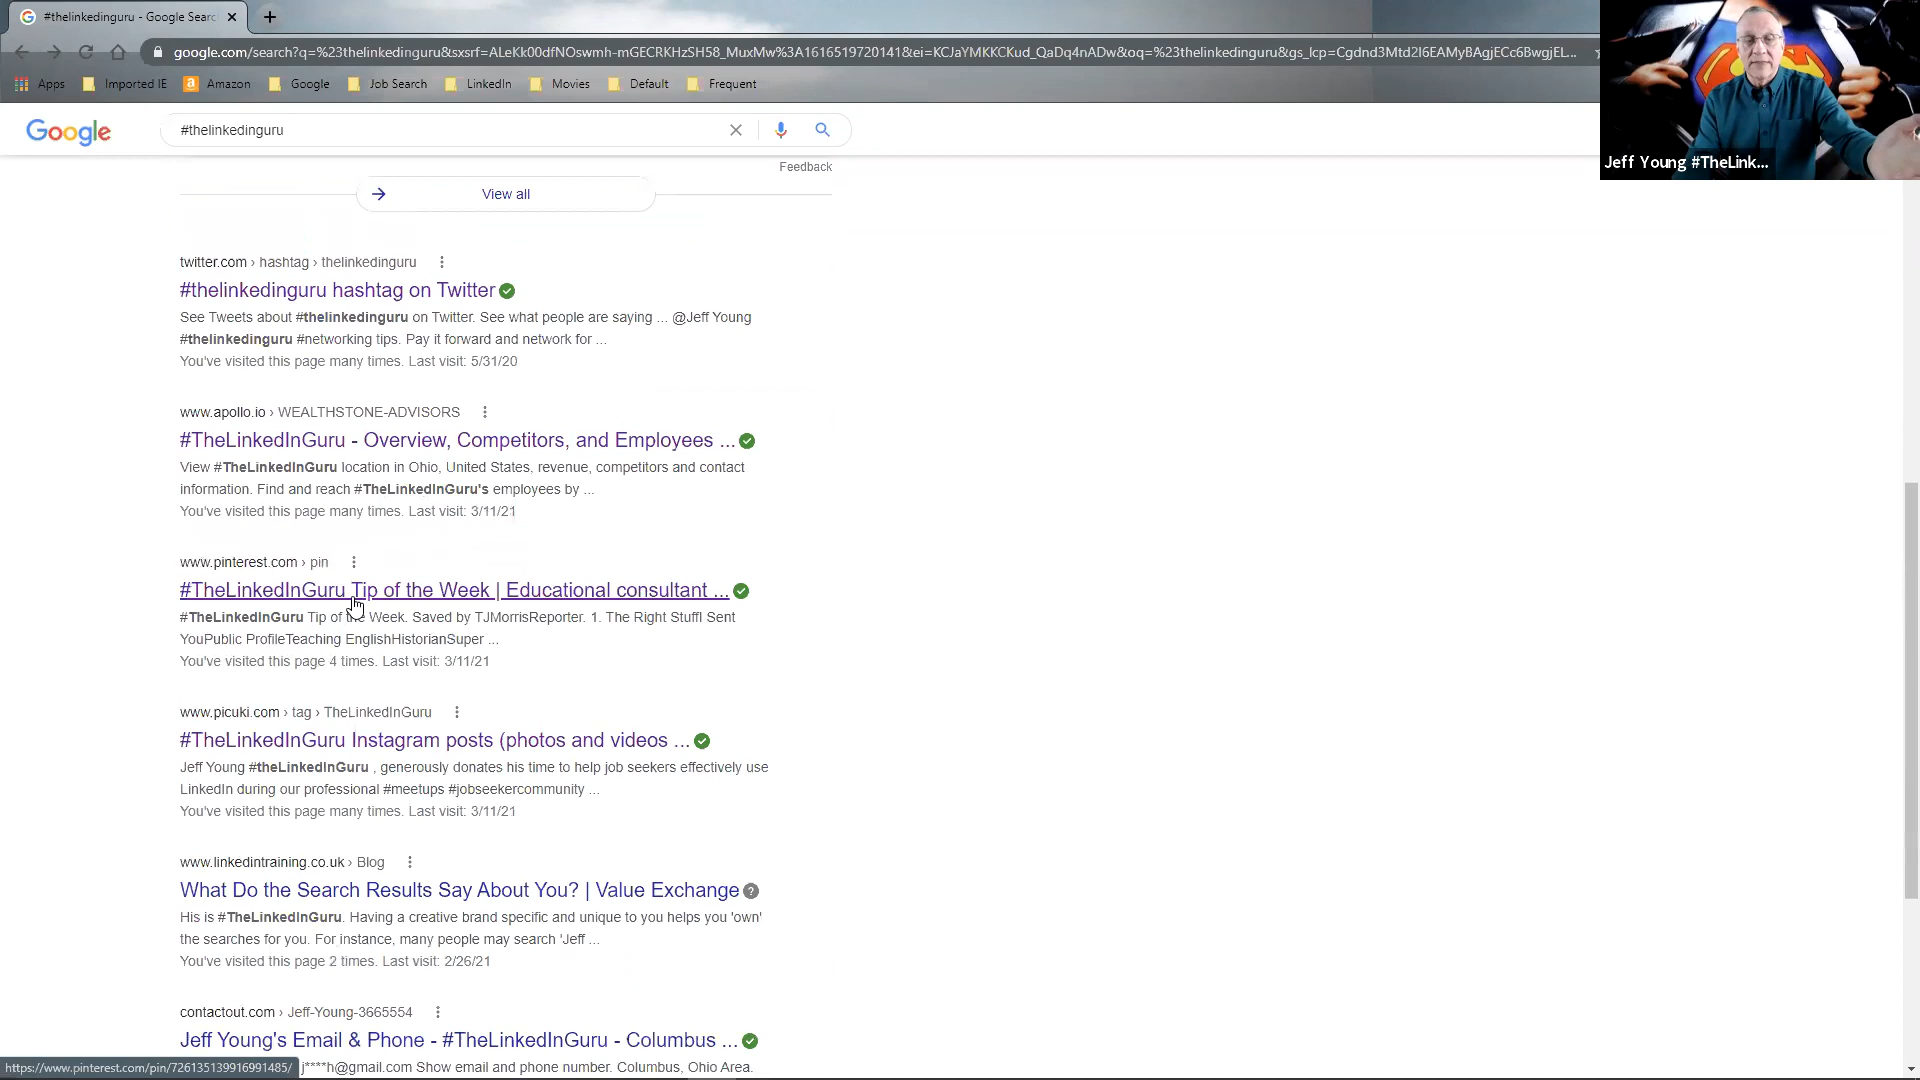 #thelinkedinguru - Google Searc
google.com/search?q=%23thelinkedinguru&sxsrf=ALeKk00dfNOswmh-mGECRKHzSH58_MuxMw%3A1616519720141&ei=KCJaYMKKCKud_QaDq4nADw&oq=%23thelinkedinguru&gs_lcp=Cgdnd3Mtd2l6EAMyBAgjECc6BwgjEL...
Apps Imported IE Amazon Google Job Search LinkedIn Movies Default Frequent
Google #thelinkedinguru
Jeff Young #TheLink...
Feedback
View all
twitter.com › hashtag › thelinkedinguru
#thelinkedinguru hashtag on Twitter
See Tweets about #thelinkedinguru on Twitter. See what people are saying ... @Jeff Young
#thelinkedinguru #networking tips. Pay it forward and network for ...
You've visited this page many times. Last visit: 5/31/20
www.apollo.io › WEALTHSTONE-ADVISORS
#TheLinkedInGuru - Overview, Competitors, and Employees ...
View #TheLinkedInGuru location in Ohio, United States, revenue, competitors and contact
information. Find and reach #TheLinkedInGuru's employees by ...
You've visited this page many times. Last visit: 3/11/21
www.pinterest.com › pin
#TheLinkedInGuru Tip of the Week | Educational consultant ...
#TheLinkedInGuru Tip of the Week. Saved by TJMorrisReporter. 1. The Right StuffI Sent
YouPublic ProfileTeaching EnglishHistorianSuper ...
You've visited this page 4 times. Last visit: 3/11/21
www.picuki.com › tag › TheLinkedInGuru
#TheLinkedInGuru Instagram posts (photos and videos ...
Jeff Young #theLinkedInGuru , generously donates his time to help job seekers effectively use
LinkedIn during our professional #meetups #jobseekercommunity ...
You've visited this page many times. Last visit: 3/11/21
www.linkedintraining.co.uk › Blog
What Do the Search Results Say About You? | Value Exchange
His is #TheLinkedInGuru. Having a creative brand specific and unique to you helps you 'own'
the searches for you. For instance, many people may search 'Jeff ...
You've visited this page 2 times. Last visit: 2/26/21
contactout.com › Jeff-Young-3665554
Jeff Young's Email & Phone - #TheLinkedInGuru - Columbus ...
https://www.pinterest.com/pin/726135139916991485/ j****h@gmail.com Show email and phone number. Columbus, Ohio Area.